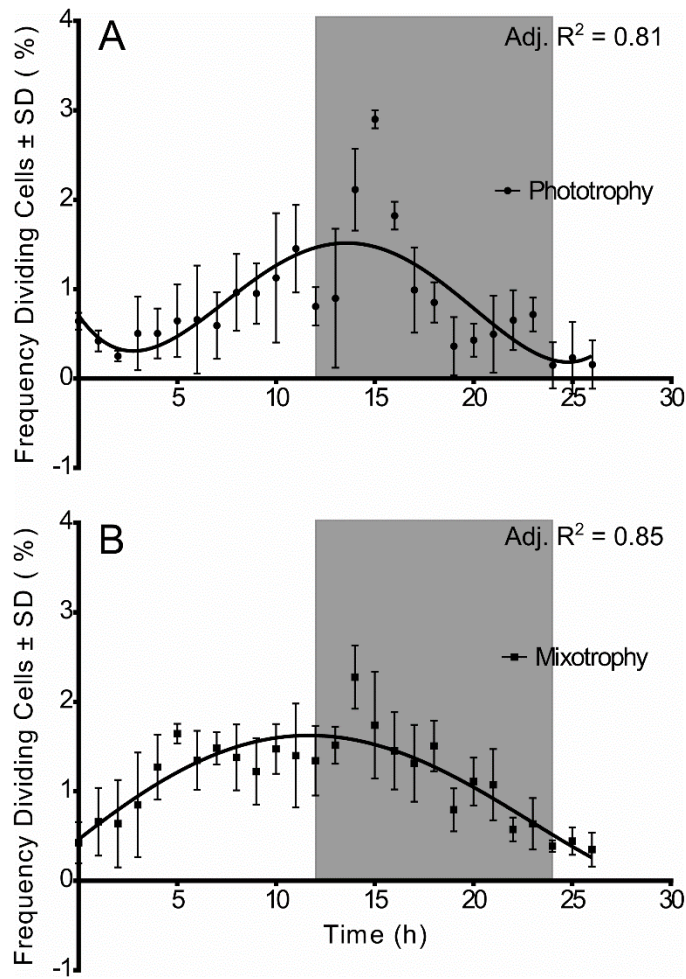 A
Adj. R² = 0.81
Phototrophy
Frequency Dividing Cells ± SD ( %)
4
3
2
1
0
-1
5 10 15 20 25 30
B
Adj. R² = 0.85
Mixotrophy
Frequency Dividing Cells ± SD ( %)
4
3
2
1
0
-1
5 10 15 20 25 30
Time (h)